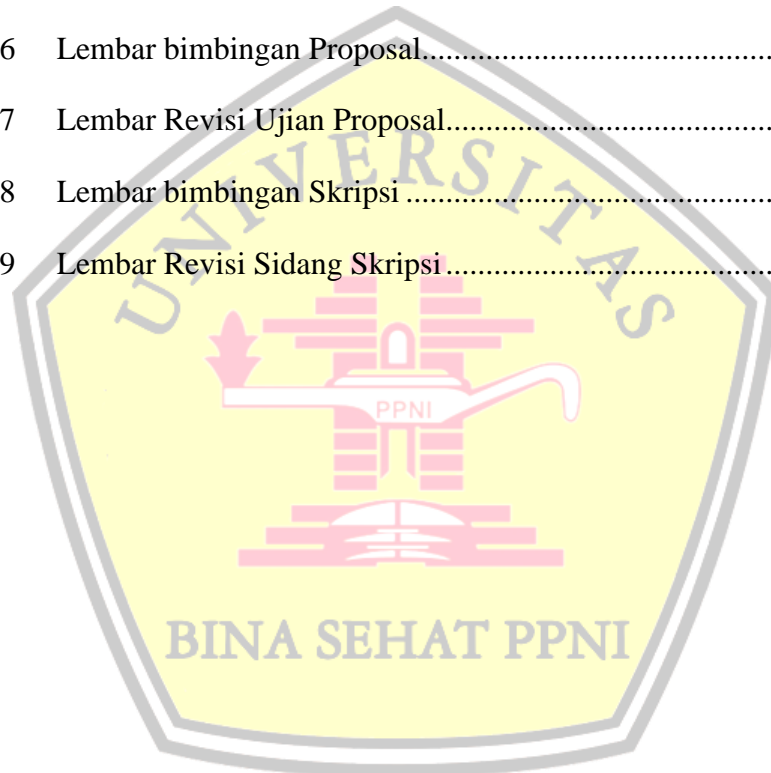 6 Lembar bimbingan Proposal................................................
7 Lembar Revisi Ujian Proposal.............................................
8 Lembar bimbingan Skripsi ..................................................
9 Lembar Revisi Sidang Skripsi.............................................
UNIVERSITAS
PPNI
BINA SEHAT PPNI